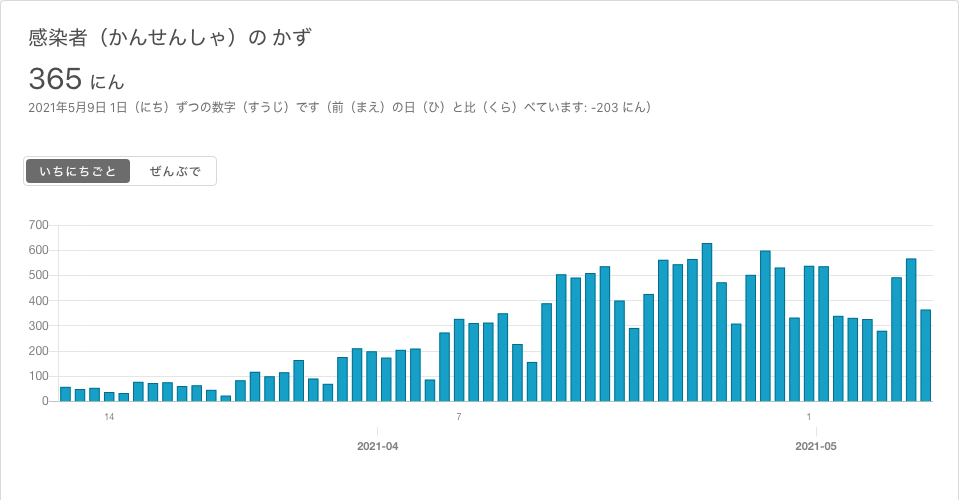 感染者（かんせんしゃ）の かず
365 にん
2021年5月9日 1日（にち）ずつの数字（すうじ）です（前（まえ）の日（ひ）と比（くら）べています: -203 にん）
いちにちごと ぜんぶで
700
600
500
400
300
200
100
0
14 7 1
2021-04 2021-05